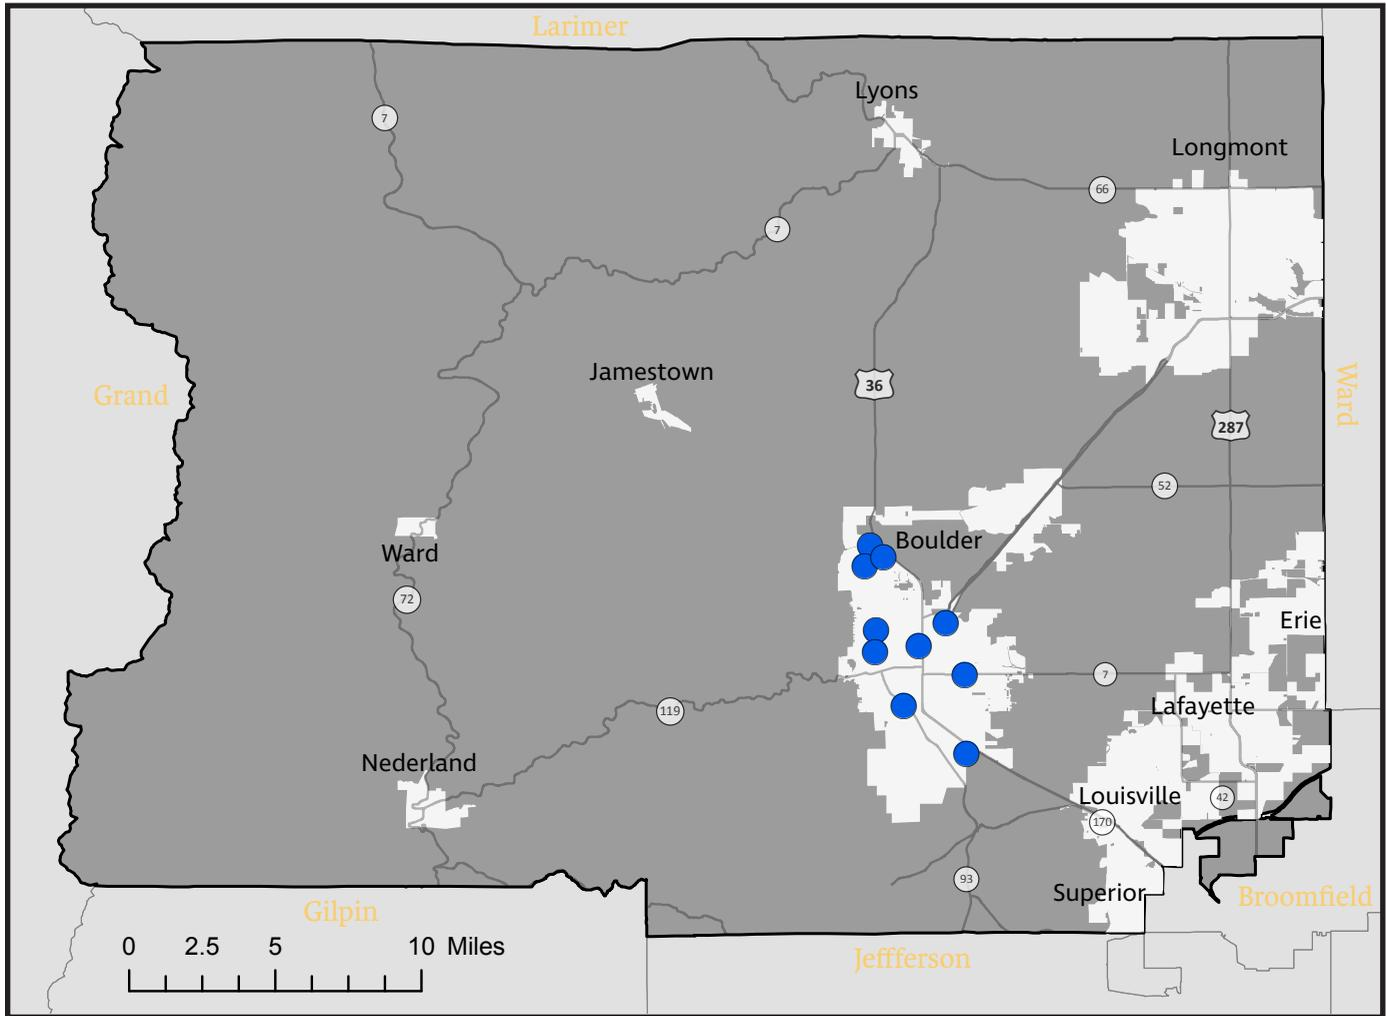 Larimer
Lyons
7
Longmont
66
7
Jamestown
36
Grand
Ward
287
52
Ward
Boulder
72
Erie
7
119
Lafayette
Nederland
Louisville
42
170
93
Superior
Broomfield
Gilpin
Jeffferson
0 2.5 5 10 Miles